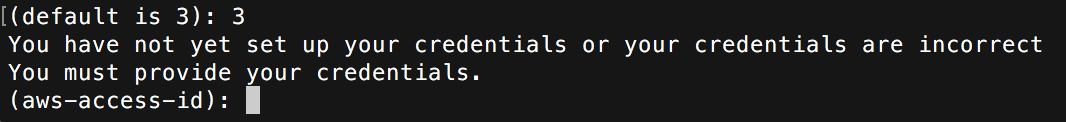 [(default is 3): 3
You have not yet set up your credentials or your credentials are incorrect
You must provide your credentials.
(aws-access-id):